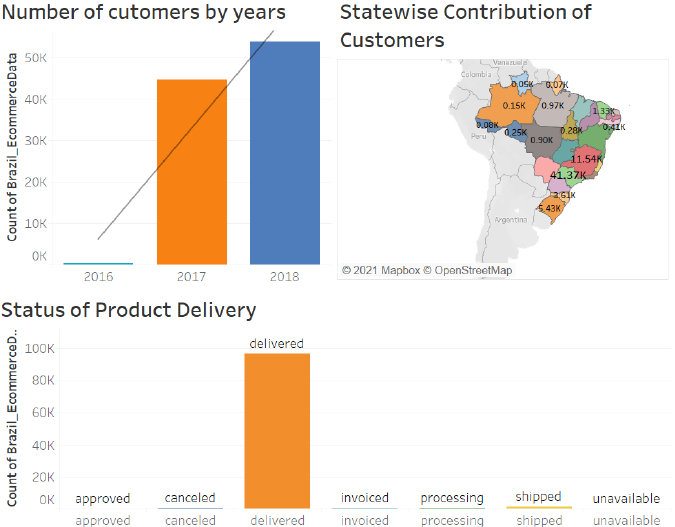 Number of cutomers by years
Count of Brazil_EcommerceData
50K
40K
30K
20K
10K
0K
2016
2017
2018
Statewise Contribution of
Customers
Venezuela
Colombia
0.05K
0.07K
0.15K
0.97K
1.33K
0.08K
0.25K
0.90K
0.28K
0.41K
Peru
11.54K
41.37K
3.61K
5.43K
Argentina
© 2021 Mapbox © OpenStreetMap
Status of Product Delivery
Count of Brazil_EcommerceD..
100K
80K
60K
40K
20K
0K
delivered
approved
canceled
invoiced
processing
shipped
unavailable
approved
canceled
delivered
invoiced
processing
shipped
unavailable